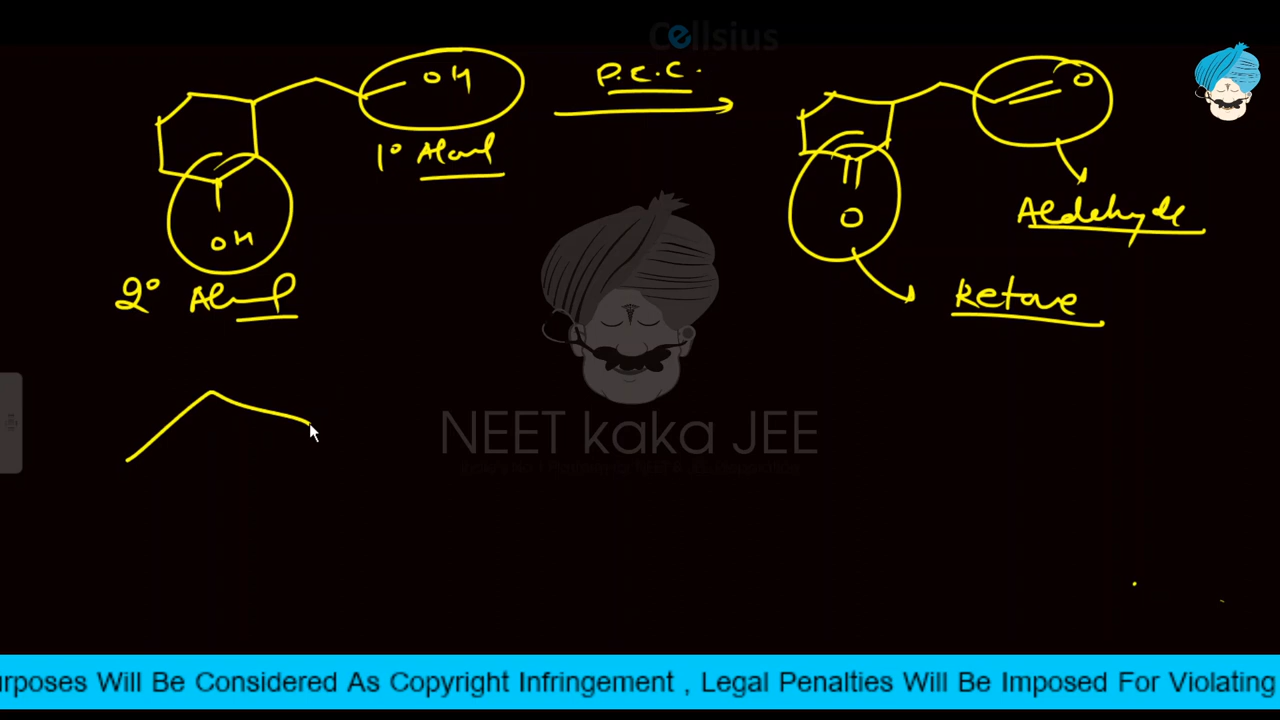 Cellsius
OH
P.C.C.
O
1° Alcohol
Aldehyde
O
OH
2° Alcohol
Ketone
NEET kaka JEE
urposes Will Be Considered As Copyright Infringement , Legal Penalties Will Be Imposed For Violating